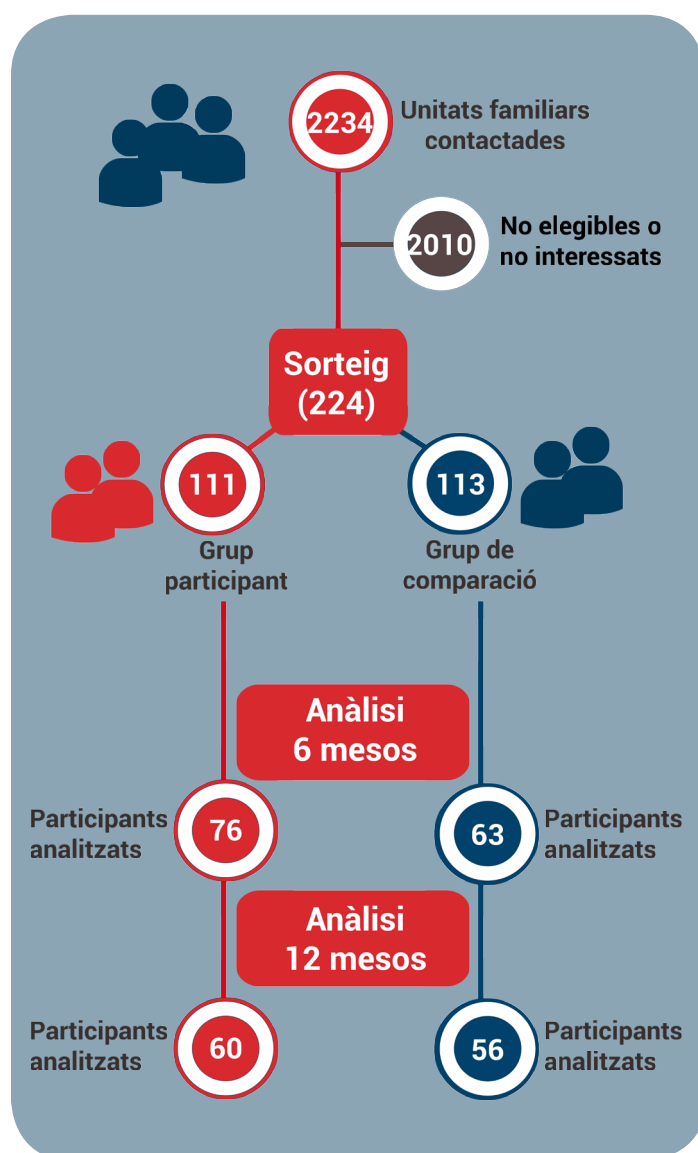 2234
Unitats familiars
contactades
2010
No elegibles o
no interessats
Sorteig
(224)
111
113
Grup
participant
Grup de
comparació
Anàlisi
6 mesos
Participants
analitzats
76
63
Participants
analitzats
Anàlisi
12 mesos
Participants
analitzats
60
56
Participants
analitzats